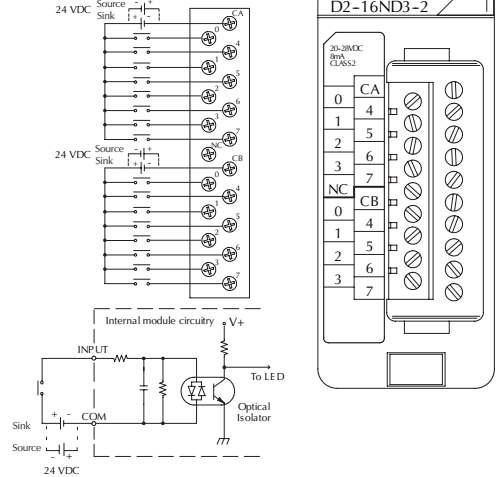 Source - +
24 VDC
Sink + -
CA
0
4
1
5
2
6
3
7
NC
24 VDC Source - +
Sink + -
CB
0
4
1
5
2
6
3
7
Internal module circuitry V+
INPUT
To LED
Optical
Isolator
COM
Sink + -
Source - +
24 VDC
D2-16ND3-2
20-28VDC
8mA
CLASS2
CA
0
4
1
5
2
6
3
7
NC
CB
0
4
1
5
2
6
3
7